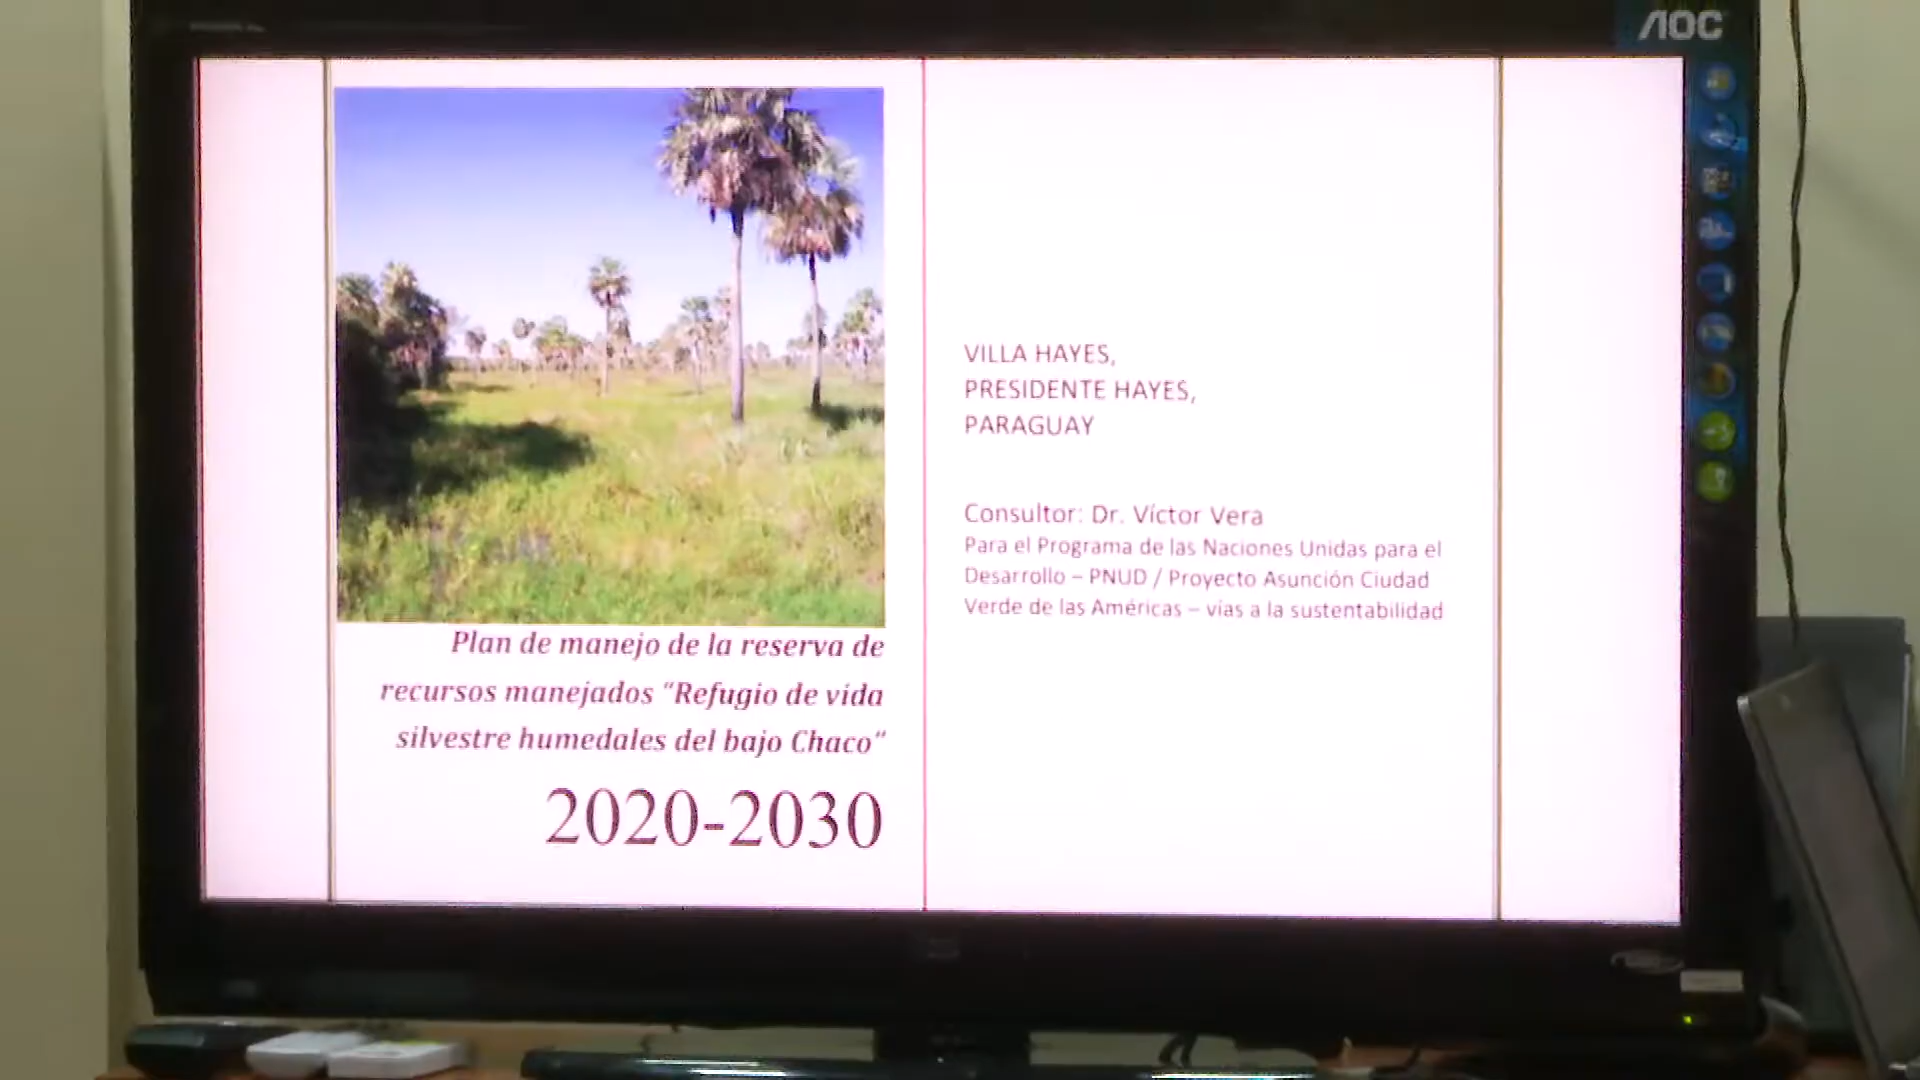 AOC
Plan de manejo de la reserva de
recursos manejados "Refugio de vida
silvestre humedales del bajo Chaco"
2020-2030
VILLA HAYES,
PRESIDENTE HAYES,
PARAGUAY
Consultor: Dr. Víctor Vera
Para el Programa de las Naciones Unidas para el
Desarrollo – PNUD / Proyecto Asunción Ciudad
Verde de las Américas – vías a la sustentabilidad